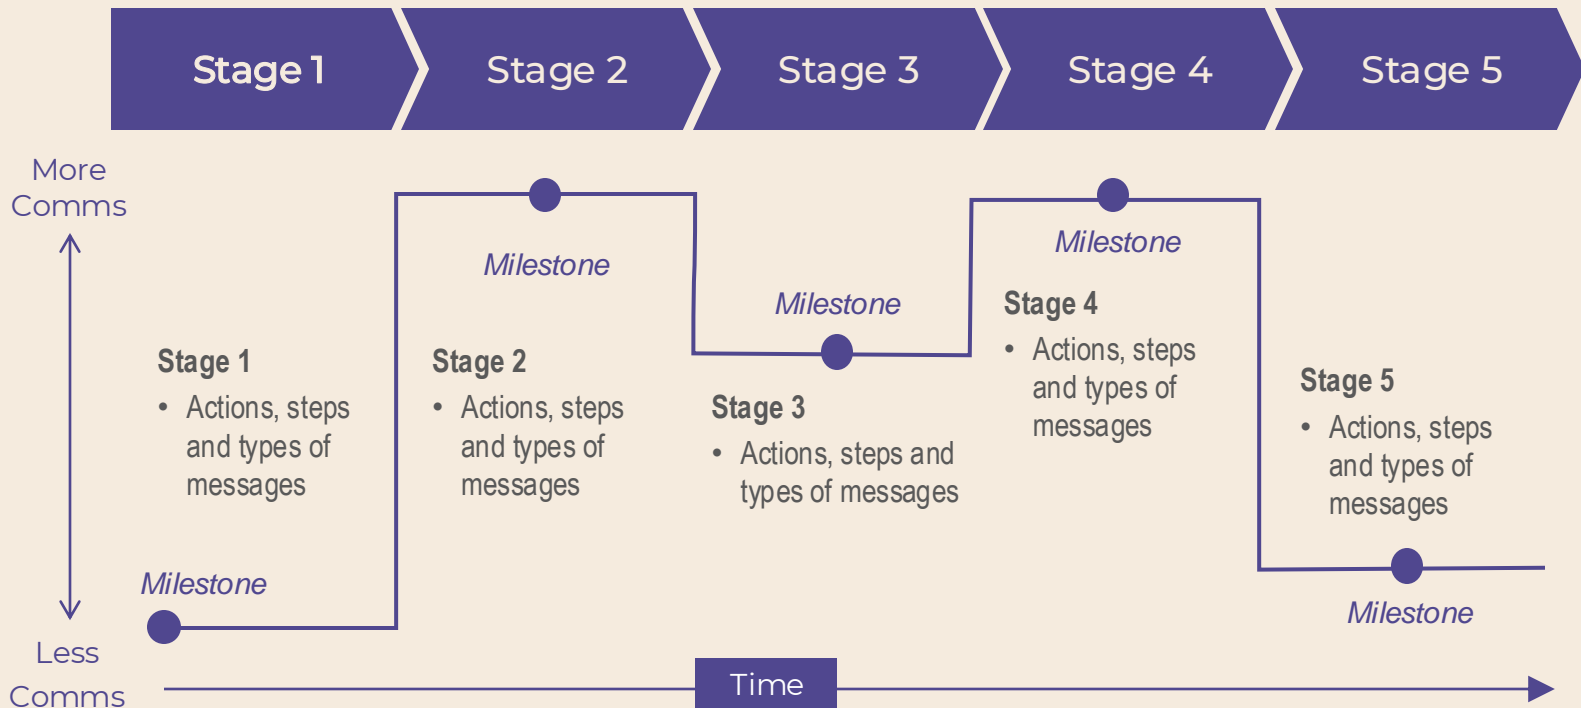 Stage 1
Stage 2
Stage 3
Stage 4
Stage 5
More
Comms
Less
Comms
Milestone
Stage 1
• Actions, steps
and types of
messages
Milestone
Stage 2
• Actions, steps
and types of
messages
Milestone
Stage 3
• Actions, steps and
types of messages
Milestone
Stage 4
• Actions, steps
and types of
messages
Stage 5
• Actions, steps
and types of
messages
Milestone
Time